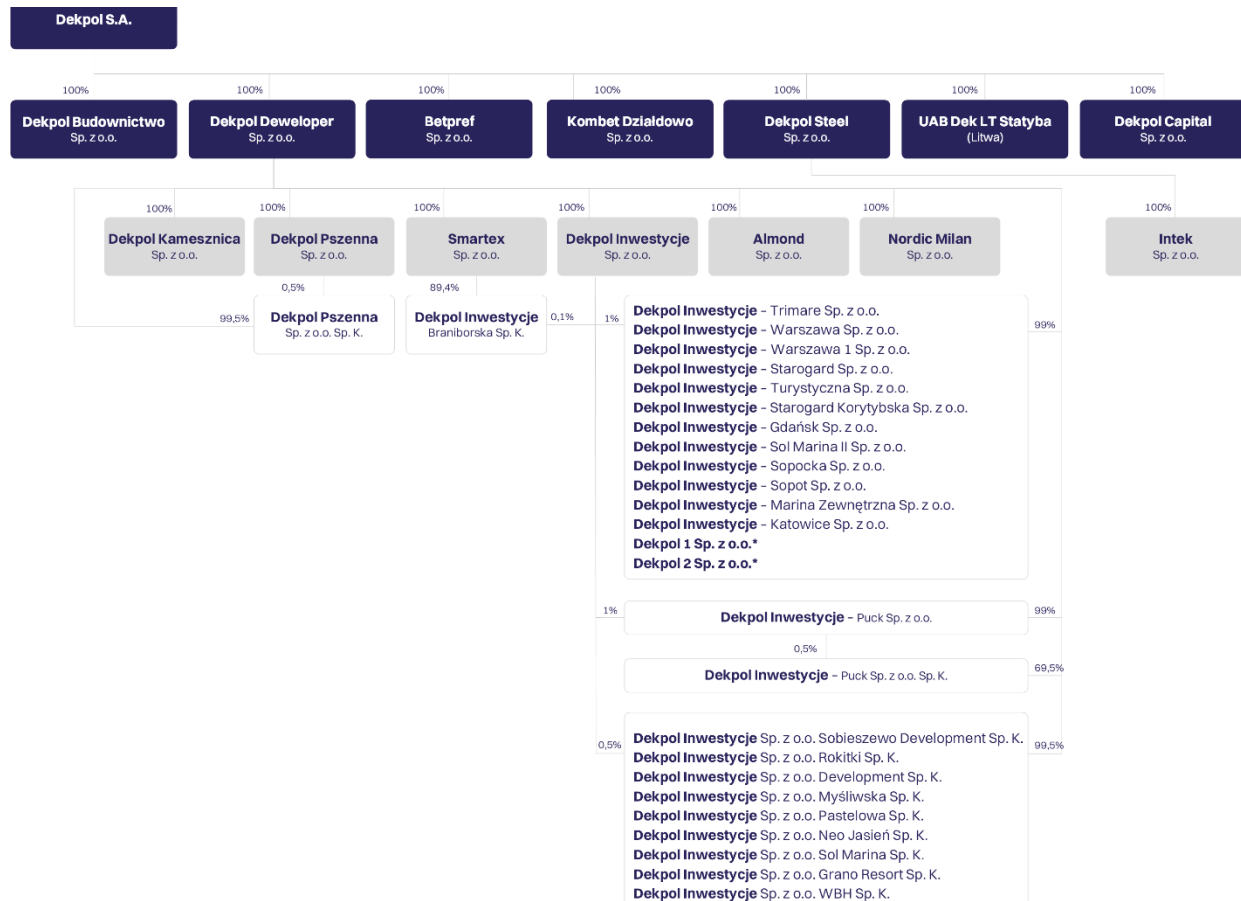 Dekpol S.A.
100%
100%
100%
100%
100%
100%
100%
Dekpol Budownictwo
Sp. z o.o.
Dekpol Deweloper
Sp. z o.o.
Betpref
Sp. z o.o.
Kombet Działdowo
Sp. z o.o.
Dekpol Steel
Sp. z o.o.
UAB Dek LT Statyba
(Litwa)
Dekpol Capital
Sp. z o.o.
100%
100%
100%
100%
100%
100%
100%
Dekpol Kamesznica
Sp. z o.o.
Dekpol Pszenna
Sp. z o.o.
Smartex
Sp. z o.o.
Dekpol Inwestycje
Sp. z o.o.
Almond
Sp. z o.o.
Nordic Milan
Sp. z o.o.
Intek
Sp. z o.o.
0,5%
89,4%
99,5%
Dekpol Pszenna
Sp. z o.o. Sp. K.
Dekpol Inwestycje
Braniborska Sp. K.
0,1%
1%
Dekpol Inwestycje – Trimare Sp. z o.o.
Dekpol Inwestycje – Warszawa Sp. z o.o.
Dekpol Inwestycje – Warszawa 1 Sp. z o.o.
Dekpol Inwestycje – Starogard Sp. z o.o.
Dekpol Inwestycje – Turystyczna Sp. z o.o.
Dekpol Inwestycje – Starogard Korytybska Sp. z o.o.
Dekpol Inwestycje – Gdańsk Sp. z o.o.
Dekpol Inwestycje – Sol Marina II Sp. z o.o.
Dekpol Inwestycje – Sopocka Sp. z o.o.
Dekpol Inwestycje – Sopot Sp. z o.o.
Dekpol Inwestycje – Marina Zewnętrzna Sp. z o.o.
Dekpol Inwestycje – Katowice Sp. z o.o.
Dekpol 1 Sp. z o.o.*
Dekpol 2 Sp. z o.o.*
99%
1%
Dekpol Inwestycje – Puck Sp. z o.o.
99%
0,5%
Dekpol Inwestycje – Puck Sp. z o.o. Sp. K.
69,5%
0,5%
Dekpol Inwestycje Sp. z o.o. Sobieszewo Development Sp. K.
Dekpol Inwestycje Sp. z o.o. Rokitki Sp. K.
Dekpol Inwestycje Sp. z o.o. Development Sp. K.
Dekpol Inwestycje Sp. z o.o. Myśliwska Sp. K.
Dekpol Inwestycje Sp. z o.o. Pastelowa Sp. K.
Dekpol Inwestycje Sp. z o.o. Neo Jasień Sp. K.
Dekpol Inwestycje Sp. z o.o. Sol Marina Sp. K.
Dekpol Inwestycje Sp. z o.o. Grano Resort Sp. K.
Dekpol Inwestycje Sp. z o.o. WBH Sp. K.
99,5%